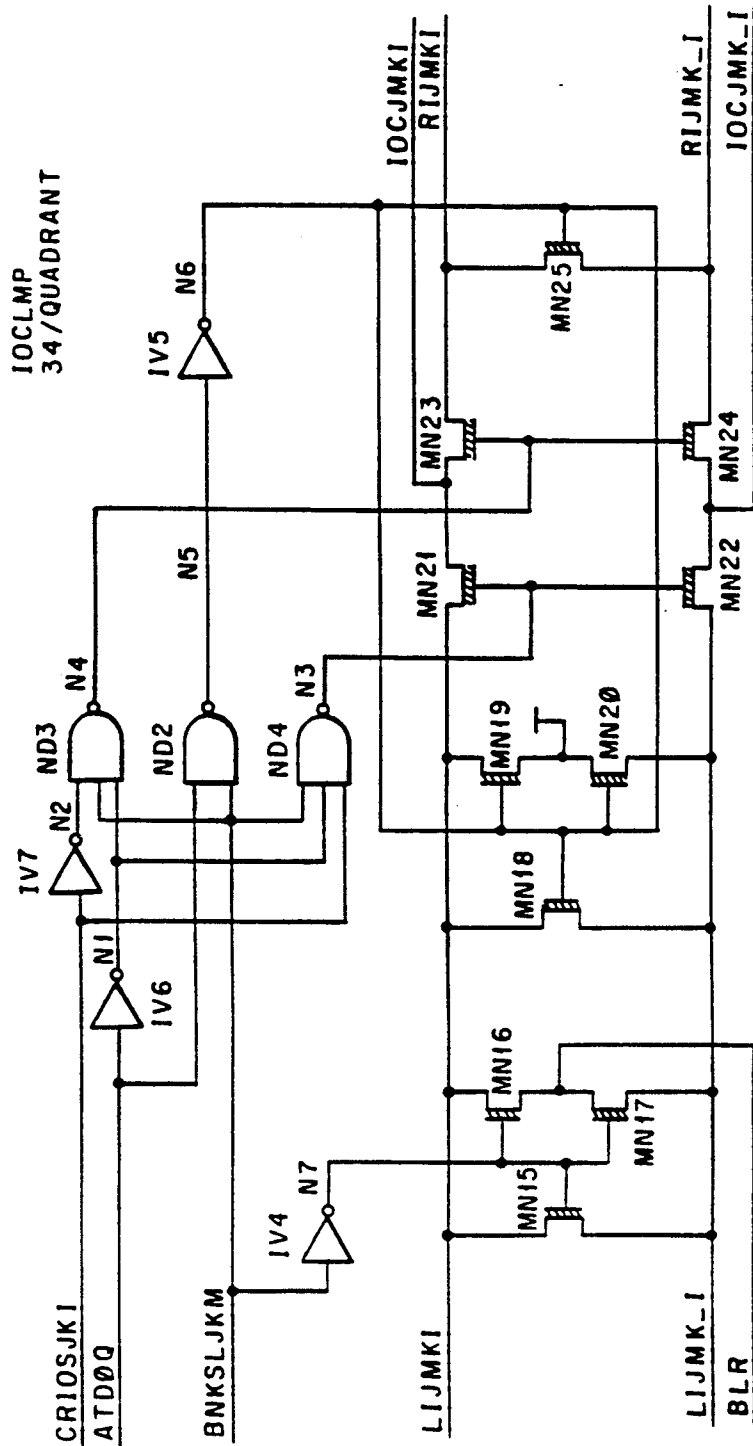 IOCLMP
34/QUADRANT
CRIOSJKI
ATDØQ
BNKSLJKM
IV7
N2
ND3
N4
N1
IV6
ND2
N5
IV5
N6
ND4
N3
IV4
N7
IOCJMKI
RIJMKI
LIJMKI
MN15
MN16
MN17
MN18
MN19
MN2Ø
MN21
MN22
MN23
MN24
MN25
RIJMK_I
IOCJMK_I
LIJMK_I
BLR